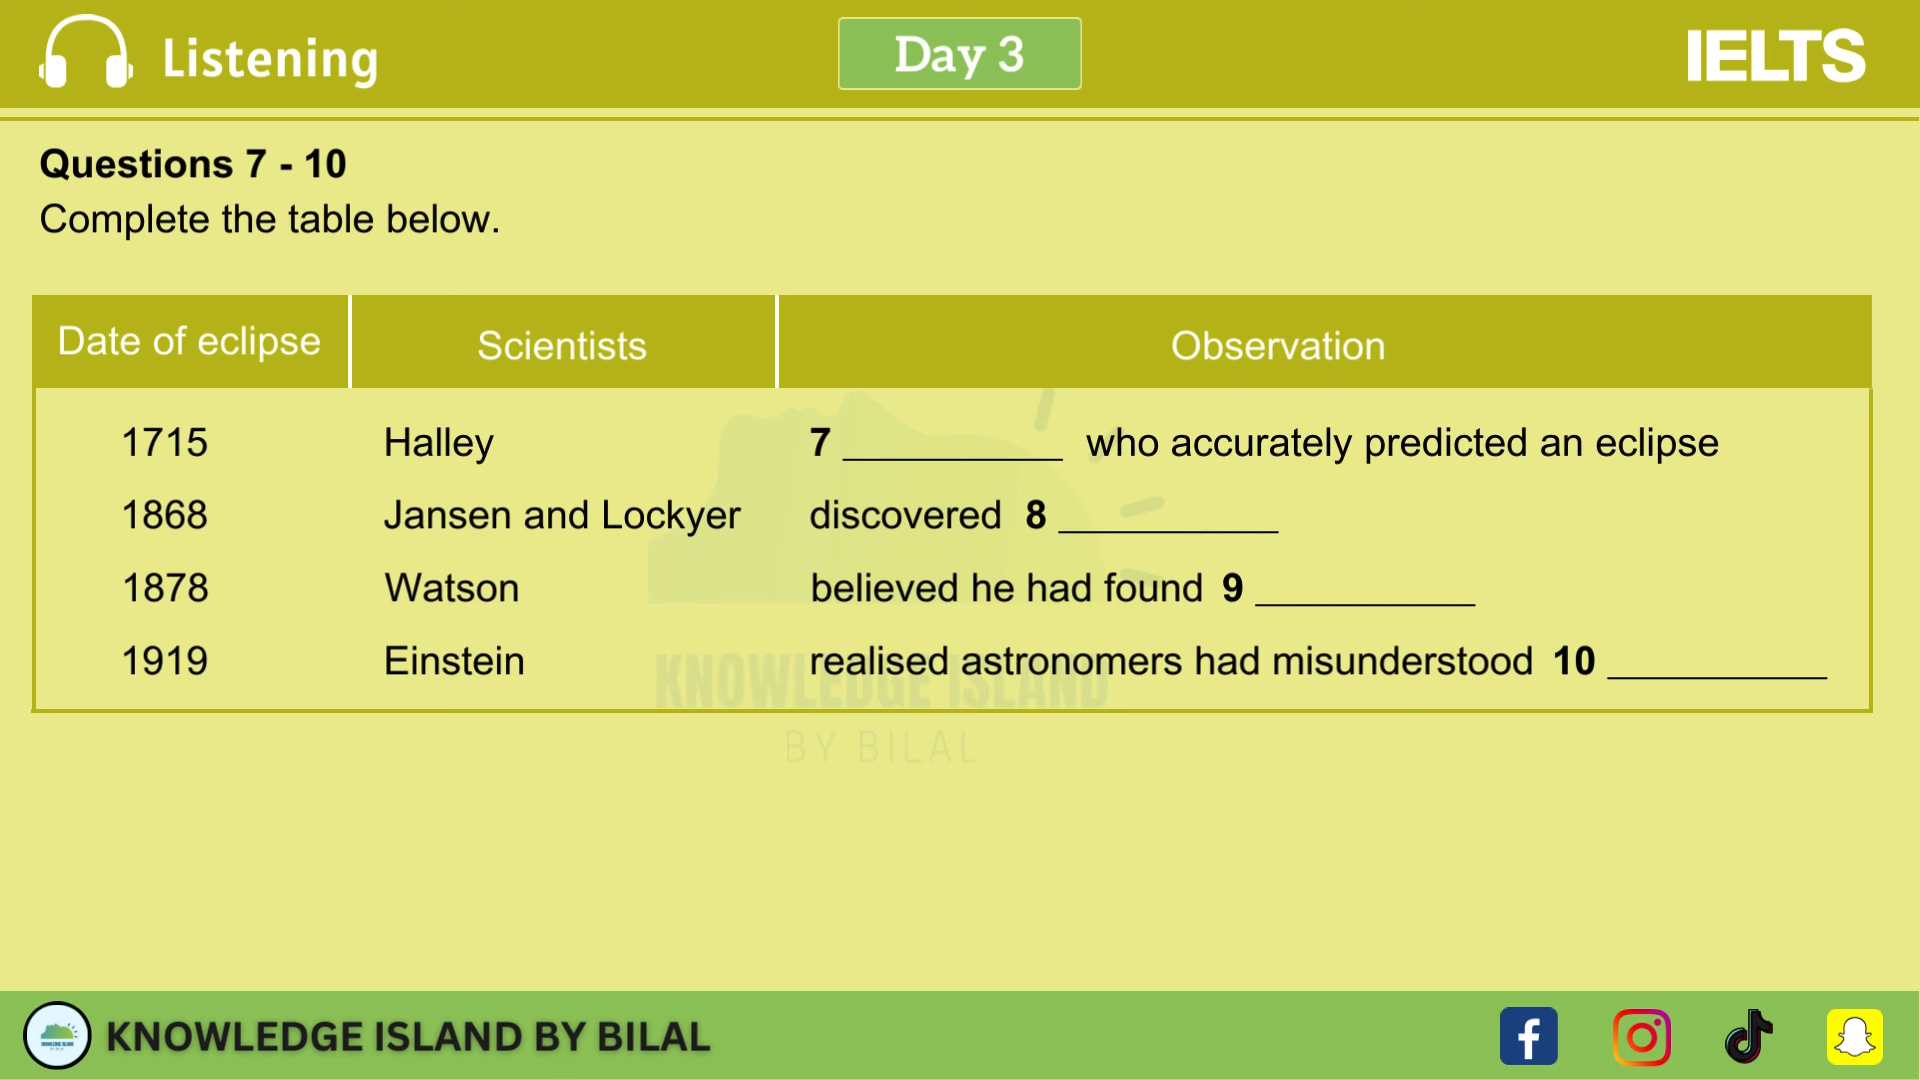 Listening
Day 3
IELTS
Questions 7 - 10
Complete the table below.
Date of eclipse Scientists Observation
1715 Halley 7 __________ who accurately predicted an eclipse
1868 Jansen and Lockyer discovered 8 __________
1878 Watson believed he had found 9 __________
1919 Einstein realised astronomers had misunderstood 10 __________
KNOWLEDGE ISLAND
BY BILAL
KNOWLEDGE ISLAND BY BILAL